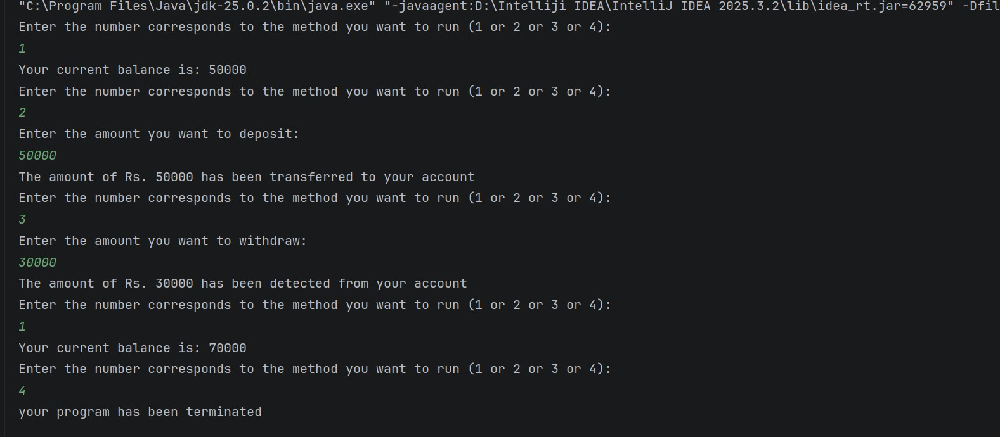 "C:\Program Files\Java\jdk-25.0.2\bin\java.exe" "-javaagent:D:\Intelliji IDEA\IntelliJ IDEA 2025.3.2\lib\idea_rt.jar=62959" -Dfil
Enter the number corresponds to the method you want to run (1 or 2 or 3 or 4):
1
Your current balance is: 50000
Enter the number corresponds to the method you want to run (1 or 2 or 3 or 4):
2
Enter the amount you want to deposit:
50000
The amount of Rs. 50000 has been transferred to your account
Enter the number corresponds to the method you want to run (1 or 2 or 3 or 4):
3
Enter the amount you want to withdraw:
30000
The amount of Rs. 30000 has been detected from your account
Enter the number corresponds to the method you want to run (1 or 2 or 3 or 4):
1
Your current balance is: 70000
Enter the number corresponds to the method you want to run (1 or 2 or 3 or 4):
4
your program has been terminated